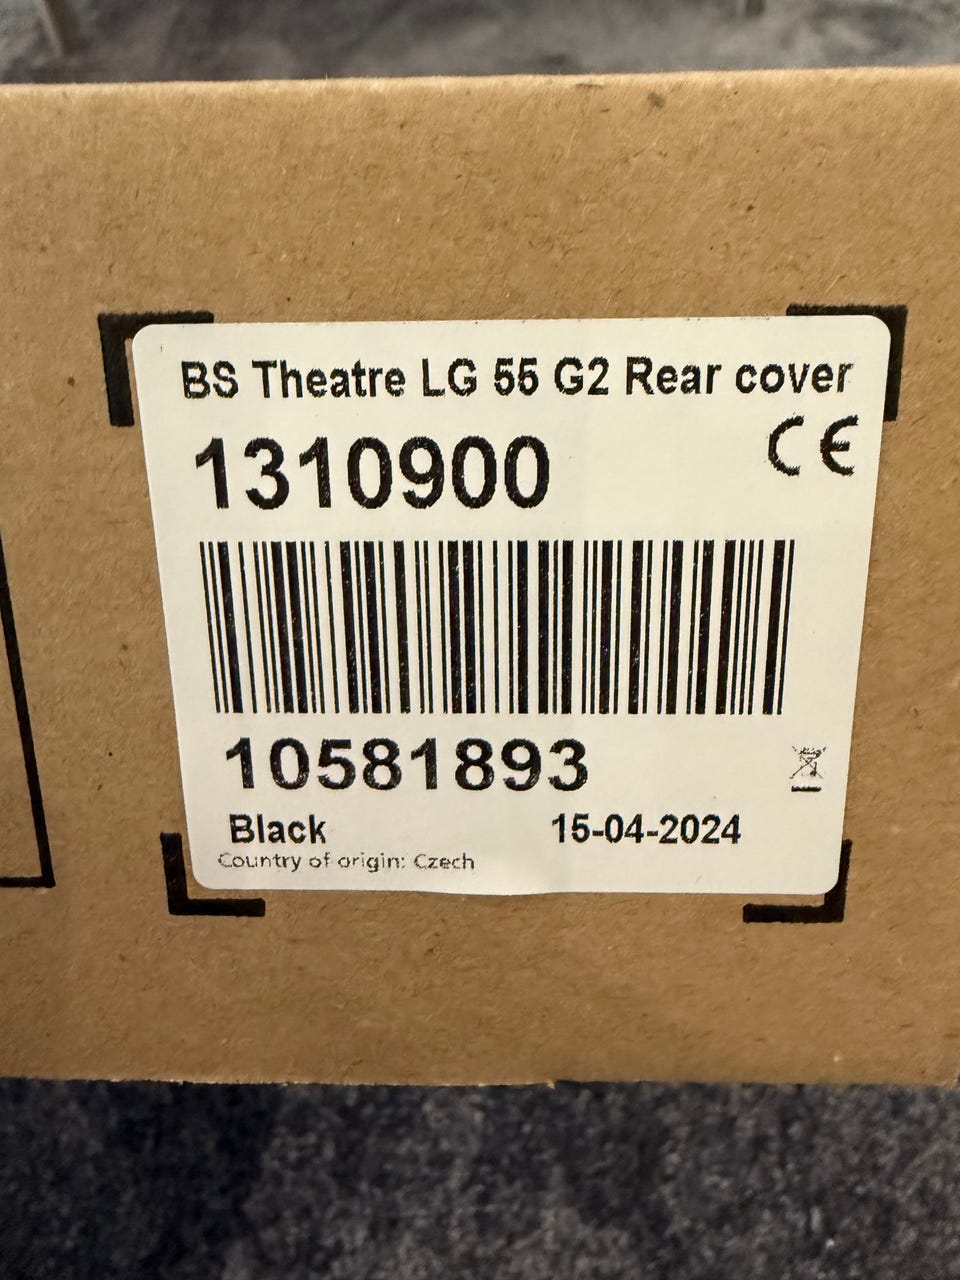 BS Theatre LG 55 G2 Rear cover
1310900
CE
10581893
Black 15-04-2024
Country of origin: Czech